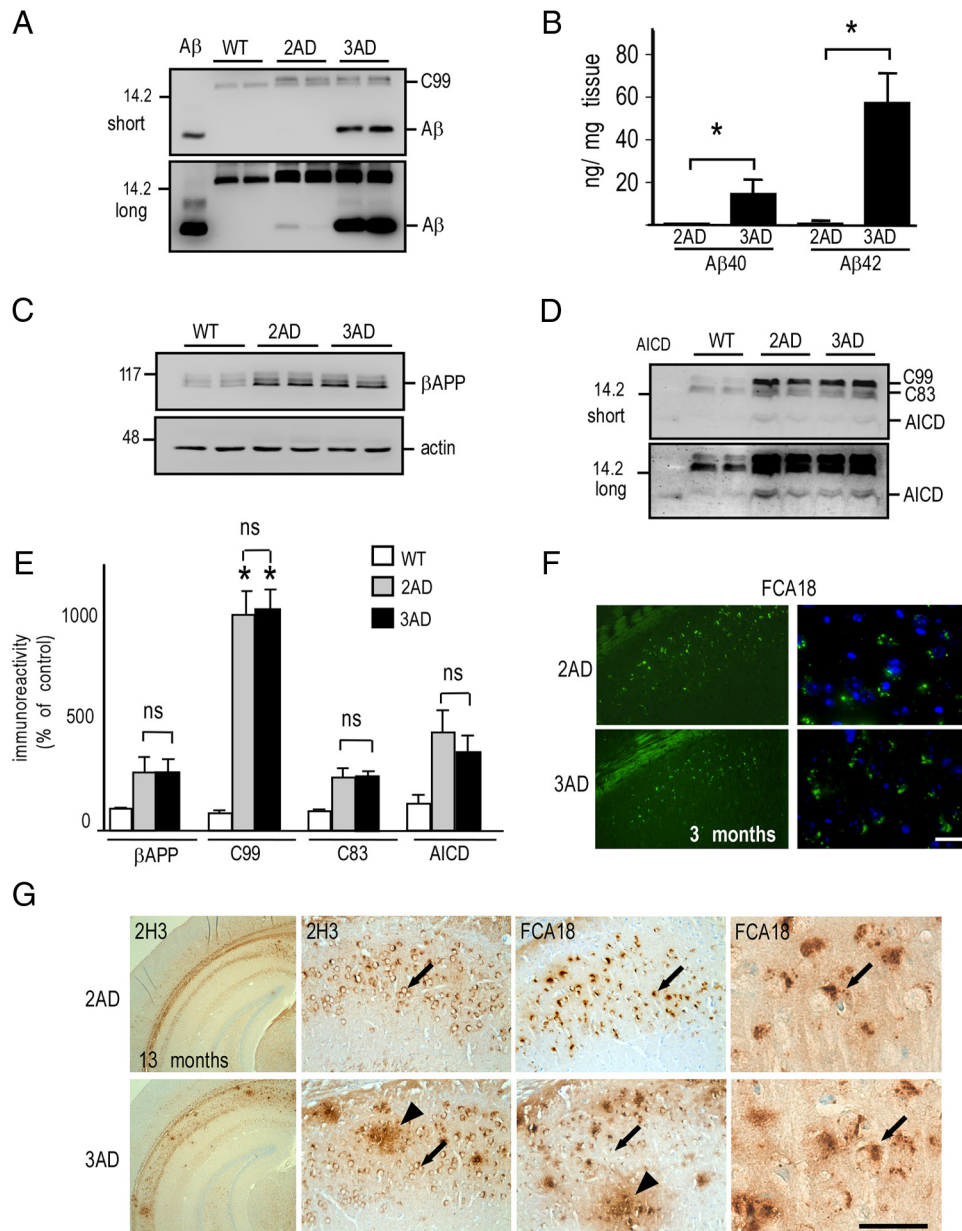 A
Aβ WT 2AD 3AD
14.2
short
C99
Aβ
14.2
long
Aβ
B
ng/ mg tissue
80
60
40
20
*
*
2AD 3AD 2AD 3AD
Aβ40 Aβ42
C
WT 2AD 3AD
117
βAPP
48
actin
D
AICD WT 2AD 3AD
14.2
short
C99
C83
AICD
14.2
long
AICD
E
immunoreactivity
(% of control)
1000
500
0
ns
* *
ns
ns
ns
WT
2AD
3AD
βAPP C99 C83 AICD
F
FCA18
2AD
3AD
3 months
G
2H3 2H3 FCA18 FCA18
2AD
13 months
3AD